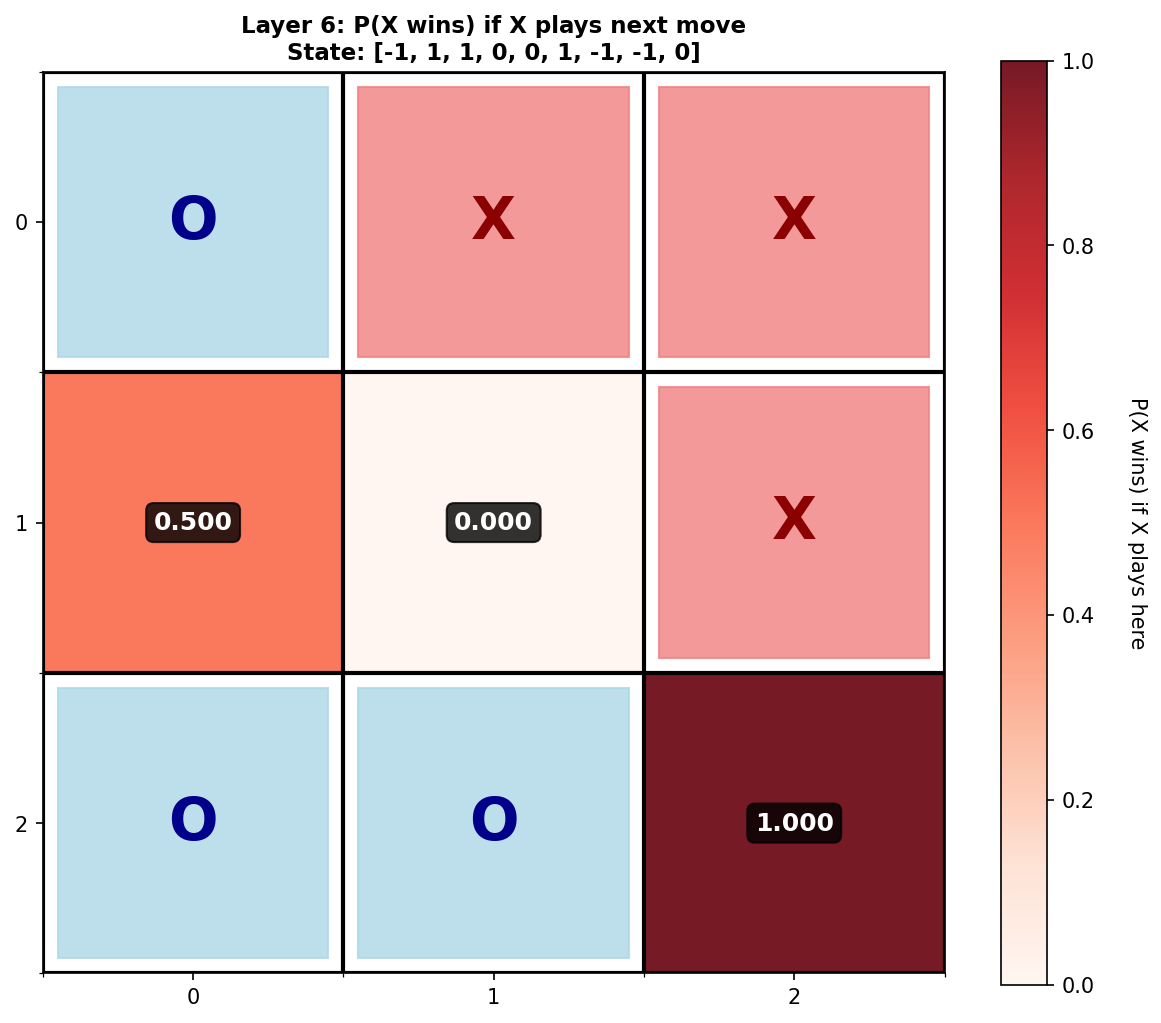 Layer 6: P(X wins) if X plays next move
State: [-1, 1, 1, 0, 0, 1, -1, -1, 0]
0
O
X
X
1
0.500
0.000
X
2
O
O
1.000
0
1
2
1.0
0.8
0.6
0.4
0.2
0.0
P(X wins) if X plays here